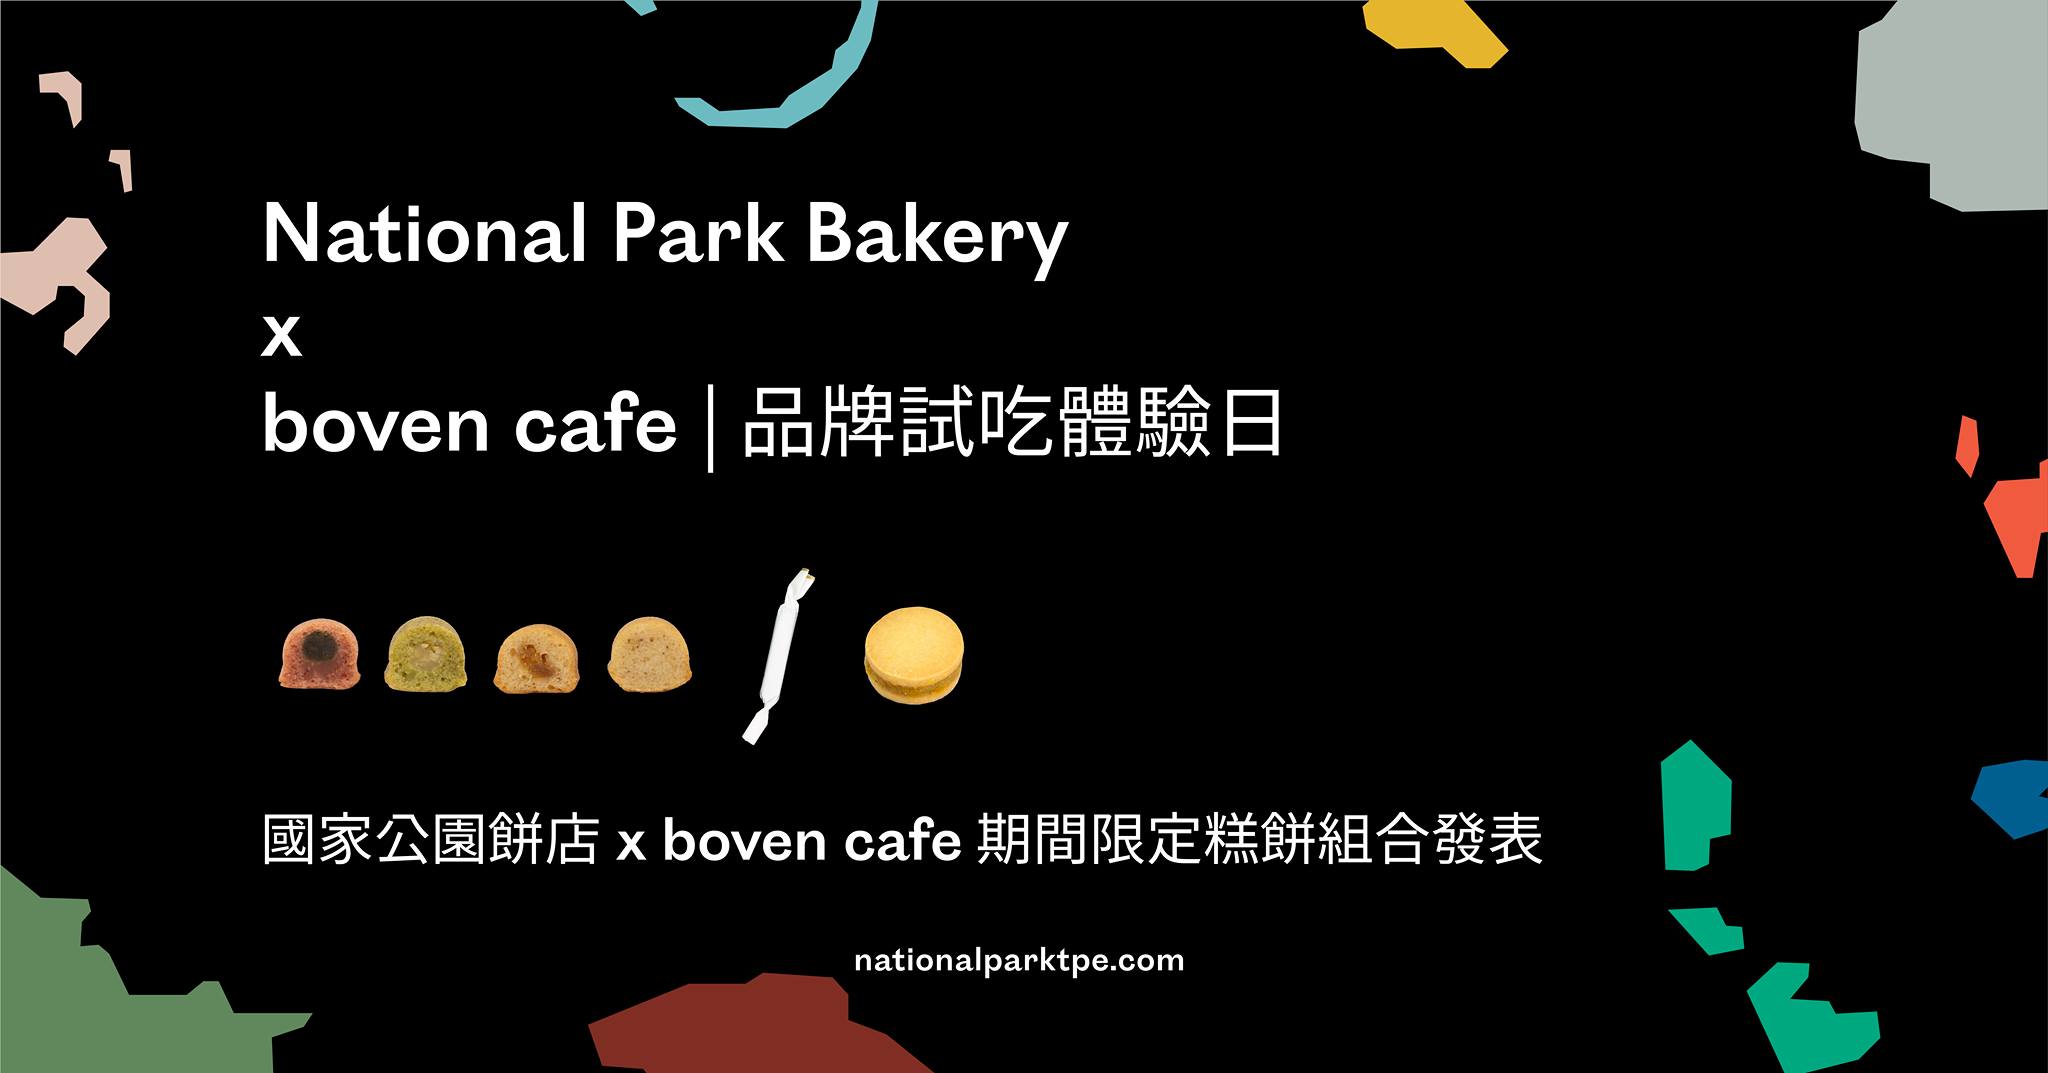 National Park Bakery
x
boven cafe | 品牌試吃體驗日
國家公園餅店 x boven cafe 期間限定糕餅組合發表
nationalparktpe.com